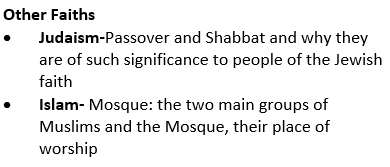 Other Faiths
• Judaism-Passover and Shabbat and why they
are of such significance to people of the Jewish
faith
• Islam- Mosque: the two main groups of
Muslims and the Mosque, their place of
worship